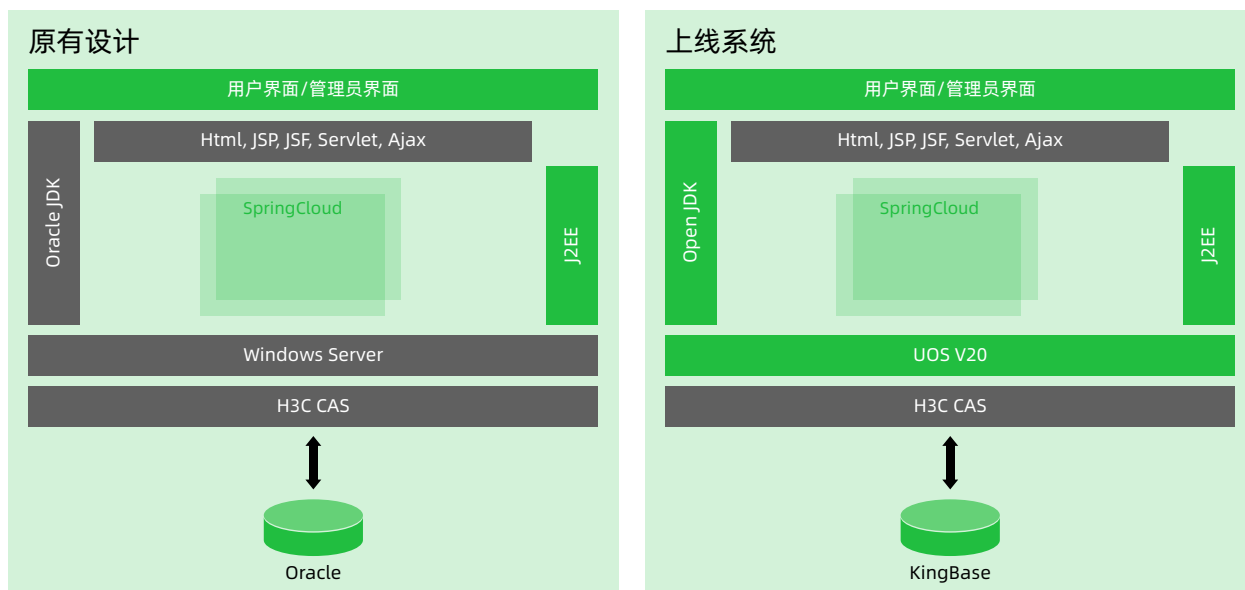 原有设计
用户界面/管理员界面
Html, JSP, JSF, Servlet, Ajax
Oracle JDK
SpringCloud
J2EE
Windows Server
H3C CAS
Oracle
上线系统
用户界面/管理员界面
Html, JSP, JSF, Servlet, Ajax
Open JDK
SpringCloud
J2EE
UOS V20
H3C CAS
KingBase